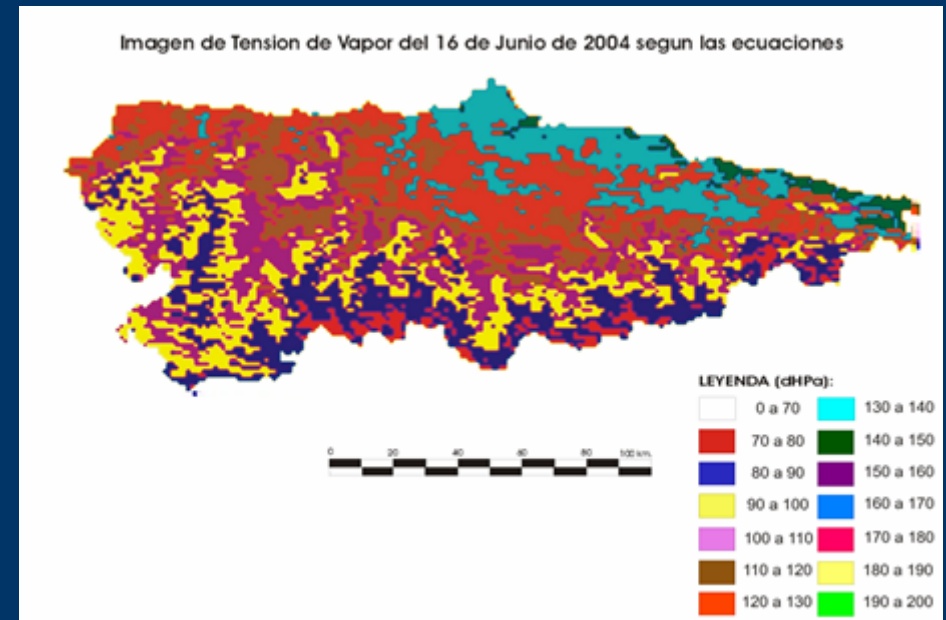 Imagen de Tension de Vapor del 16 de Junio de 2004 segun las ecuaciones
0 20 40 60 80 100 km.
LEYENDA (dHPa):
0 a 70 130 a 140
70 a 80 140 a 150
80 a 90 150 a 160
90 a 100 160 a 170
100 a 110 170 a 180
110 a 120 180 a 190
120 a 130 190 a 200